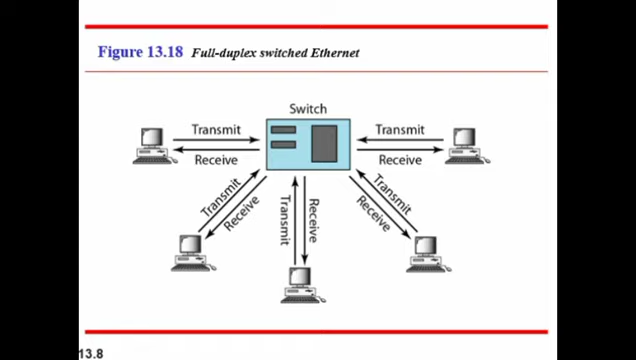 Figure 13.18 Full-duplex switched Ethernet
Switch
Transmit
Receive
Transmit
Receive
Transmit
Receive
Transmit
Receive
Transmit
Receive
13.8